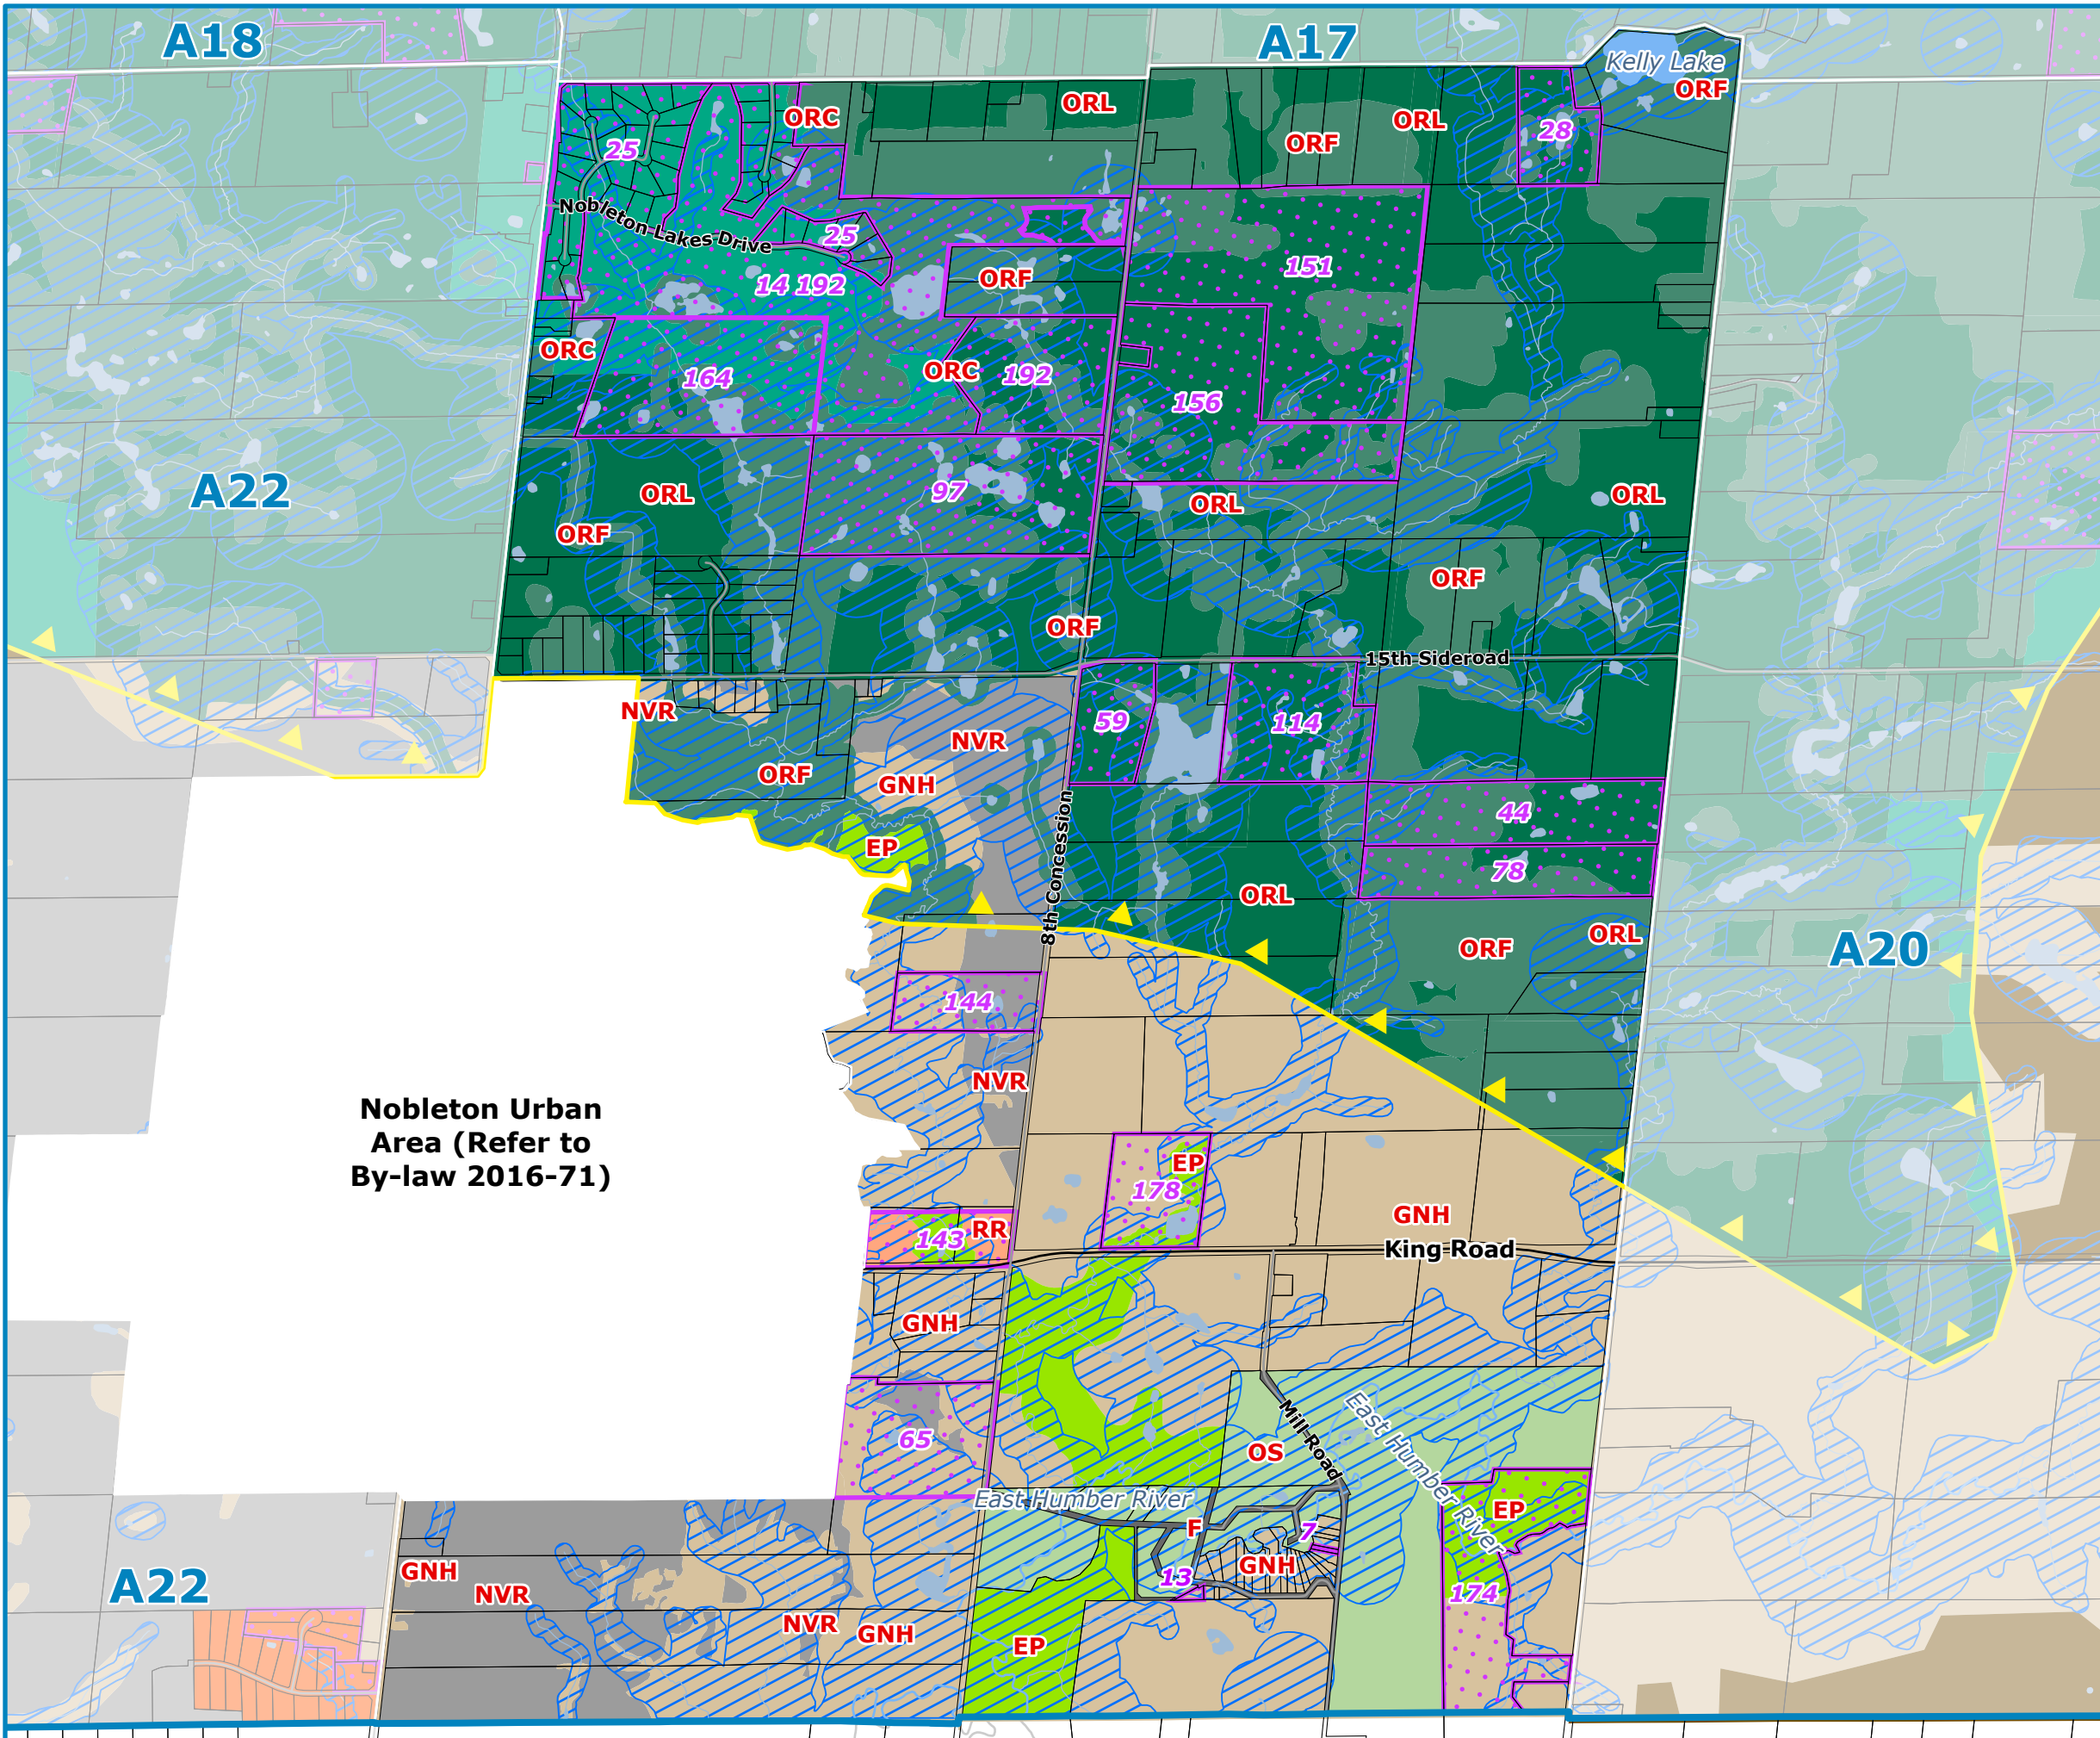 A18
A17
Kelly Lake
ORF
ORC
ORL
ORL
ORF
28
25
Nobleton Lakes Drive
25
14 192
ORF
151
ORC
164
ORC
192
156
A22
ORL
97
ORL
ORL
ORF
ORF
ORF
15th Sideroad
NVR
59
114
NVR
ORF
GNH
44
EP
78
8th Concession
ORL
ORL
ORF
A20
144
NVR
Nobleton Urban
Area (Refer to
By-law 2016-71)
EP
178
GNH
143
RR
King Road
GNH
65
OS
Mill Road
East Humber River
East Humber River
EP
F
7
GNH
13
174
A22
GNH
NVR
NVR
GNH
EP